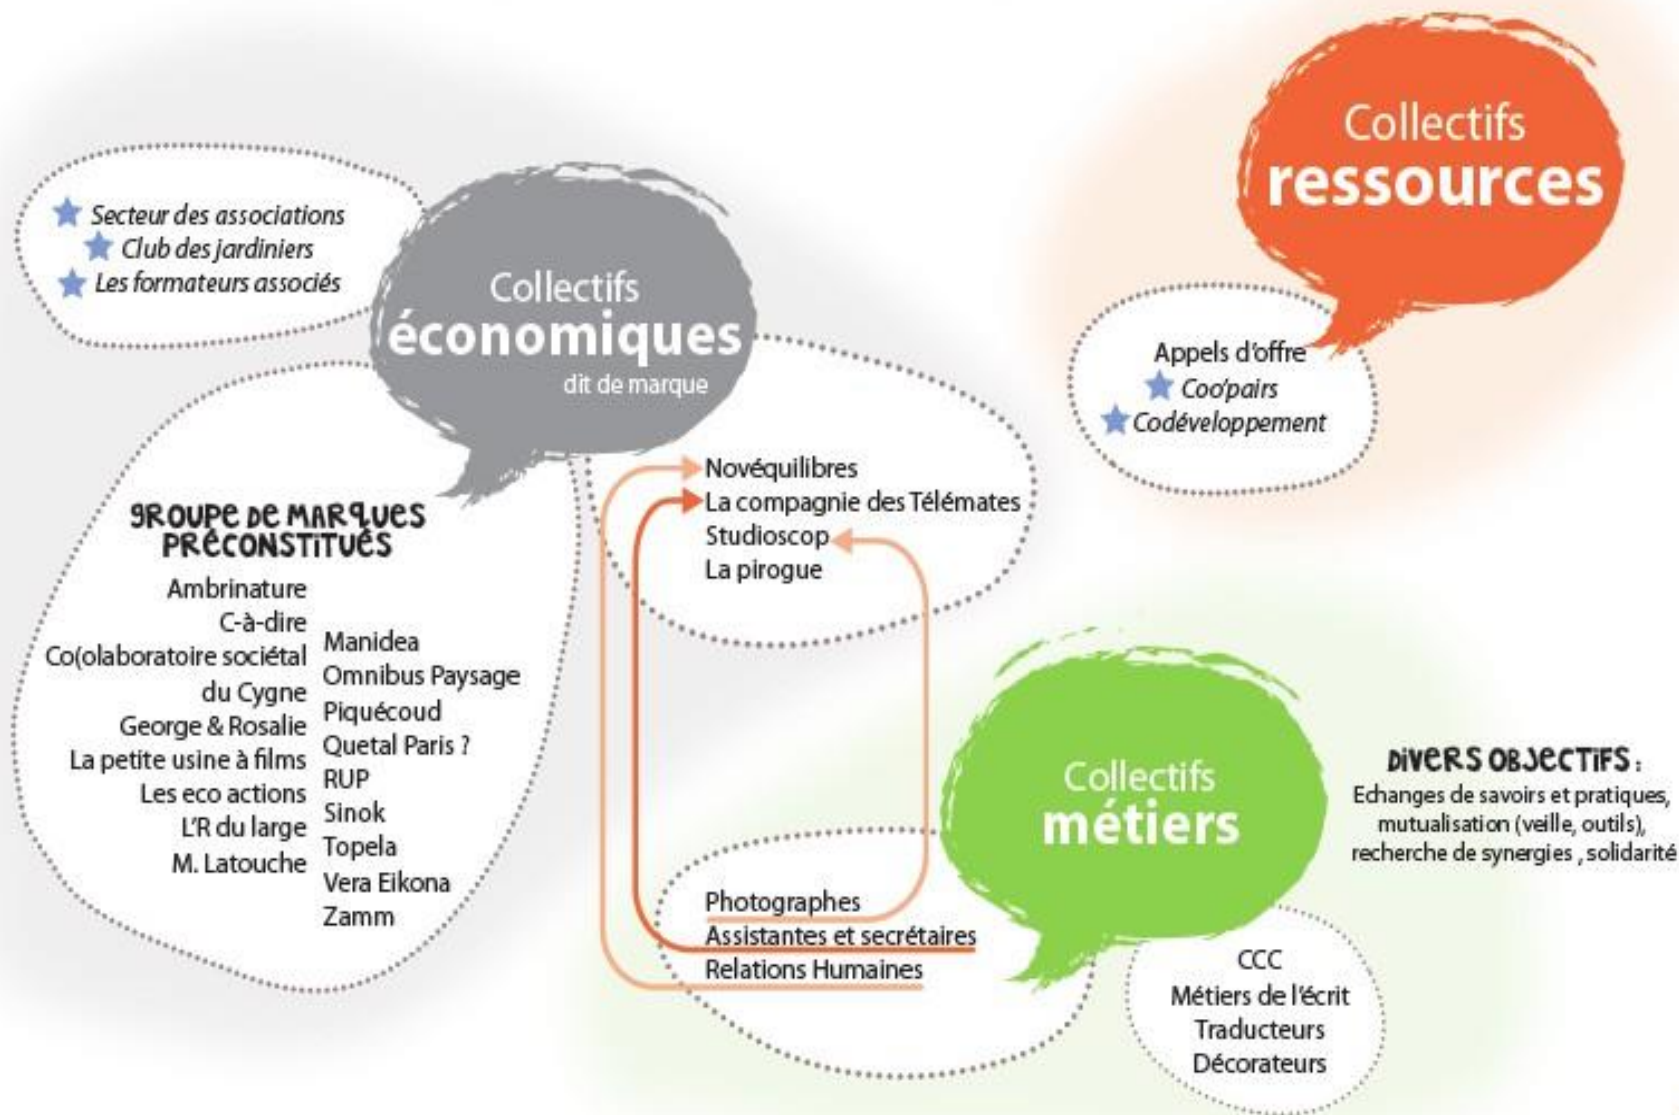 Collectifs
ressources
Appels d'offre
Coo'pairs
Codéveloppement
Secteur des associations
Club des jardiniers
Les formateurs associés
Collectifs
économiques
dit de marque
Novéquilibres
La compagnie des Télémates
Studioscop
La pirogue
GROUPE DE MARQUES
PRÉCONSTITUÉS
Ambrinature
C-à-dire
Co(olaboratoire sociétal
du Cygne
George & Rosalie
La petite usine à films
Les eco actions
L'R du large
M. Latouche
Manidea
Omnibus Paysage
Piquécoud
Quetal Paris ?
RUP
Sinok
Topela
Vera Eikona
Zamm
Collectifs
métiers
DIVERS OBJECTIFS :
Echanges de savoirs et pratiques,
mutualisation (veille, outils),
recherche de synergies , solidarité
Photographes
Assistantes et secrétaires
Relations Humaines
CCC
Métiers de l'écrit
Traducteurs
Décorateurs